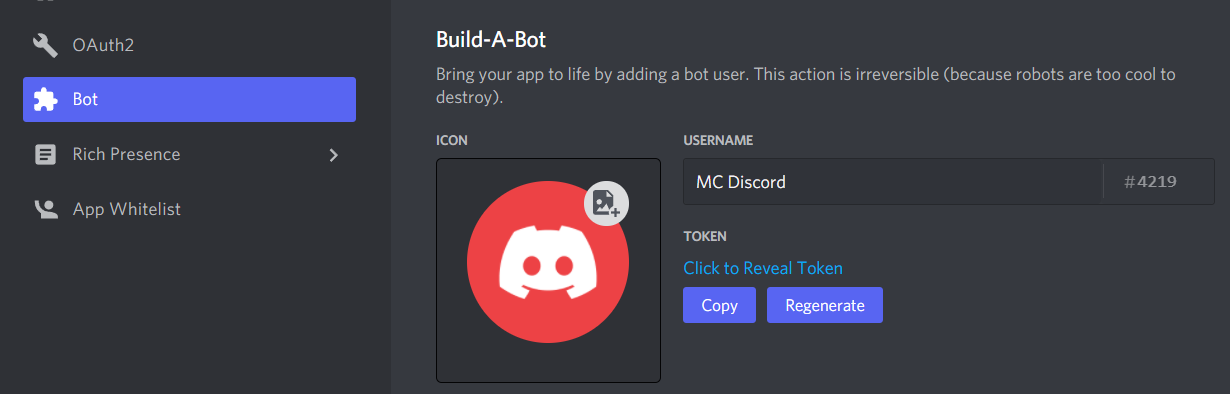 OAuth2
Bot
Rich Presence
App Whitelist
Build-A-Bot
Bring your app to life by adding a bot user. This action is irreversible (because robots are too cool to
destroy).
ICON
USERNAME
MC Discord #4219
TOKEN
Click to Reveal Token
Copy Regenerate